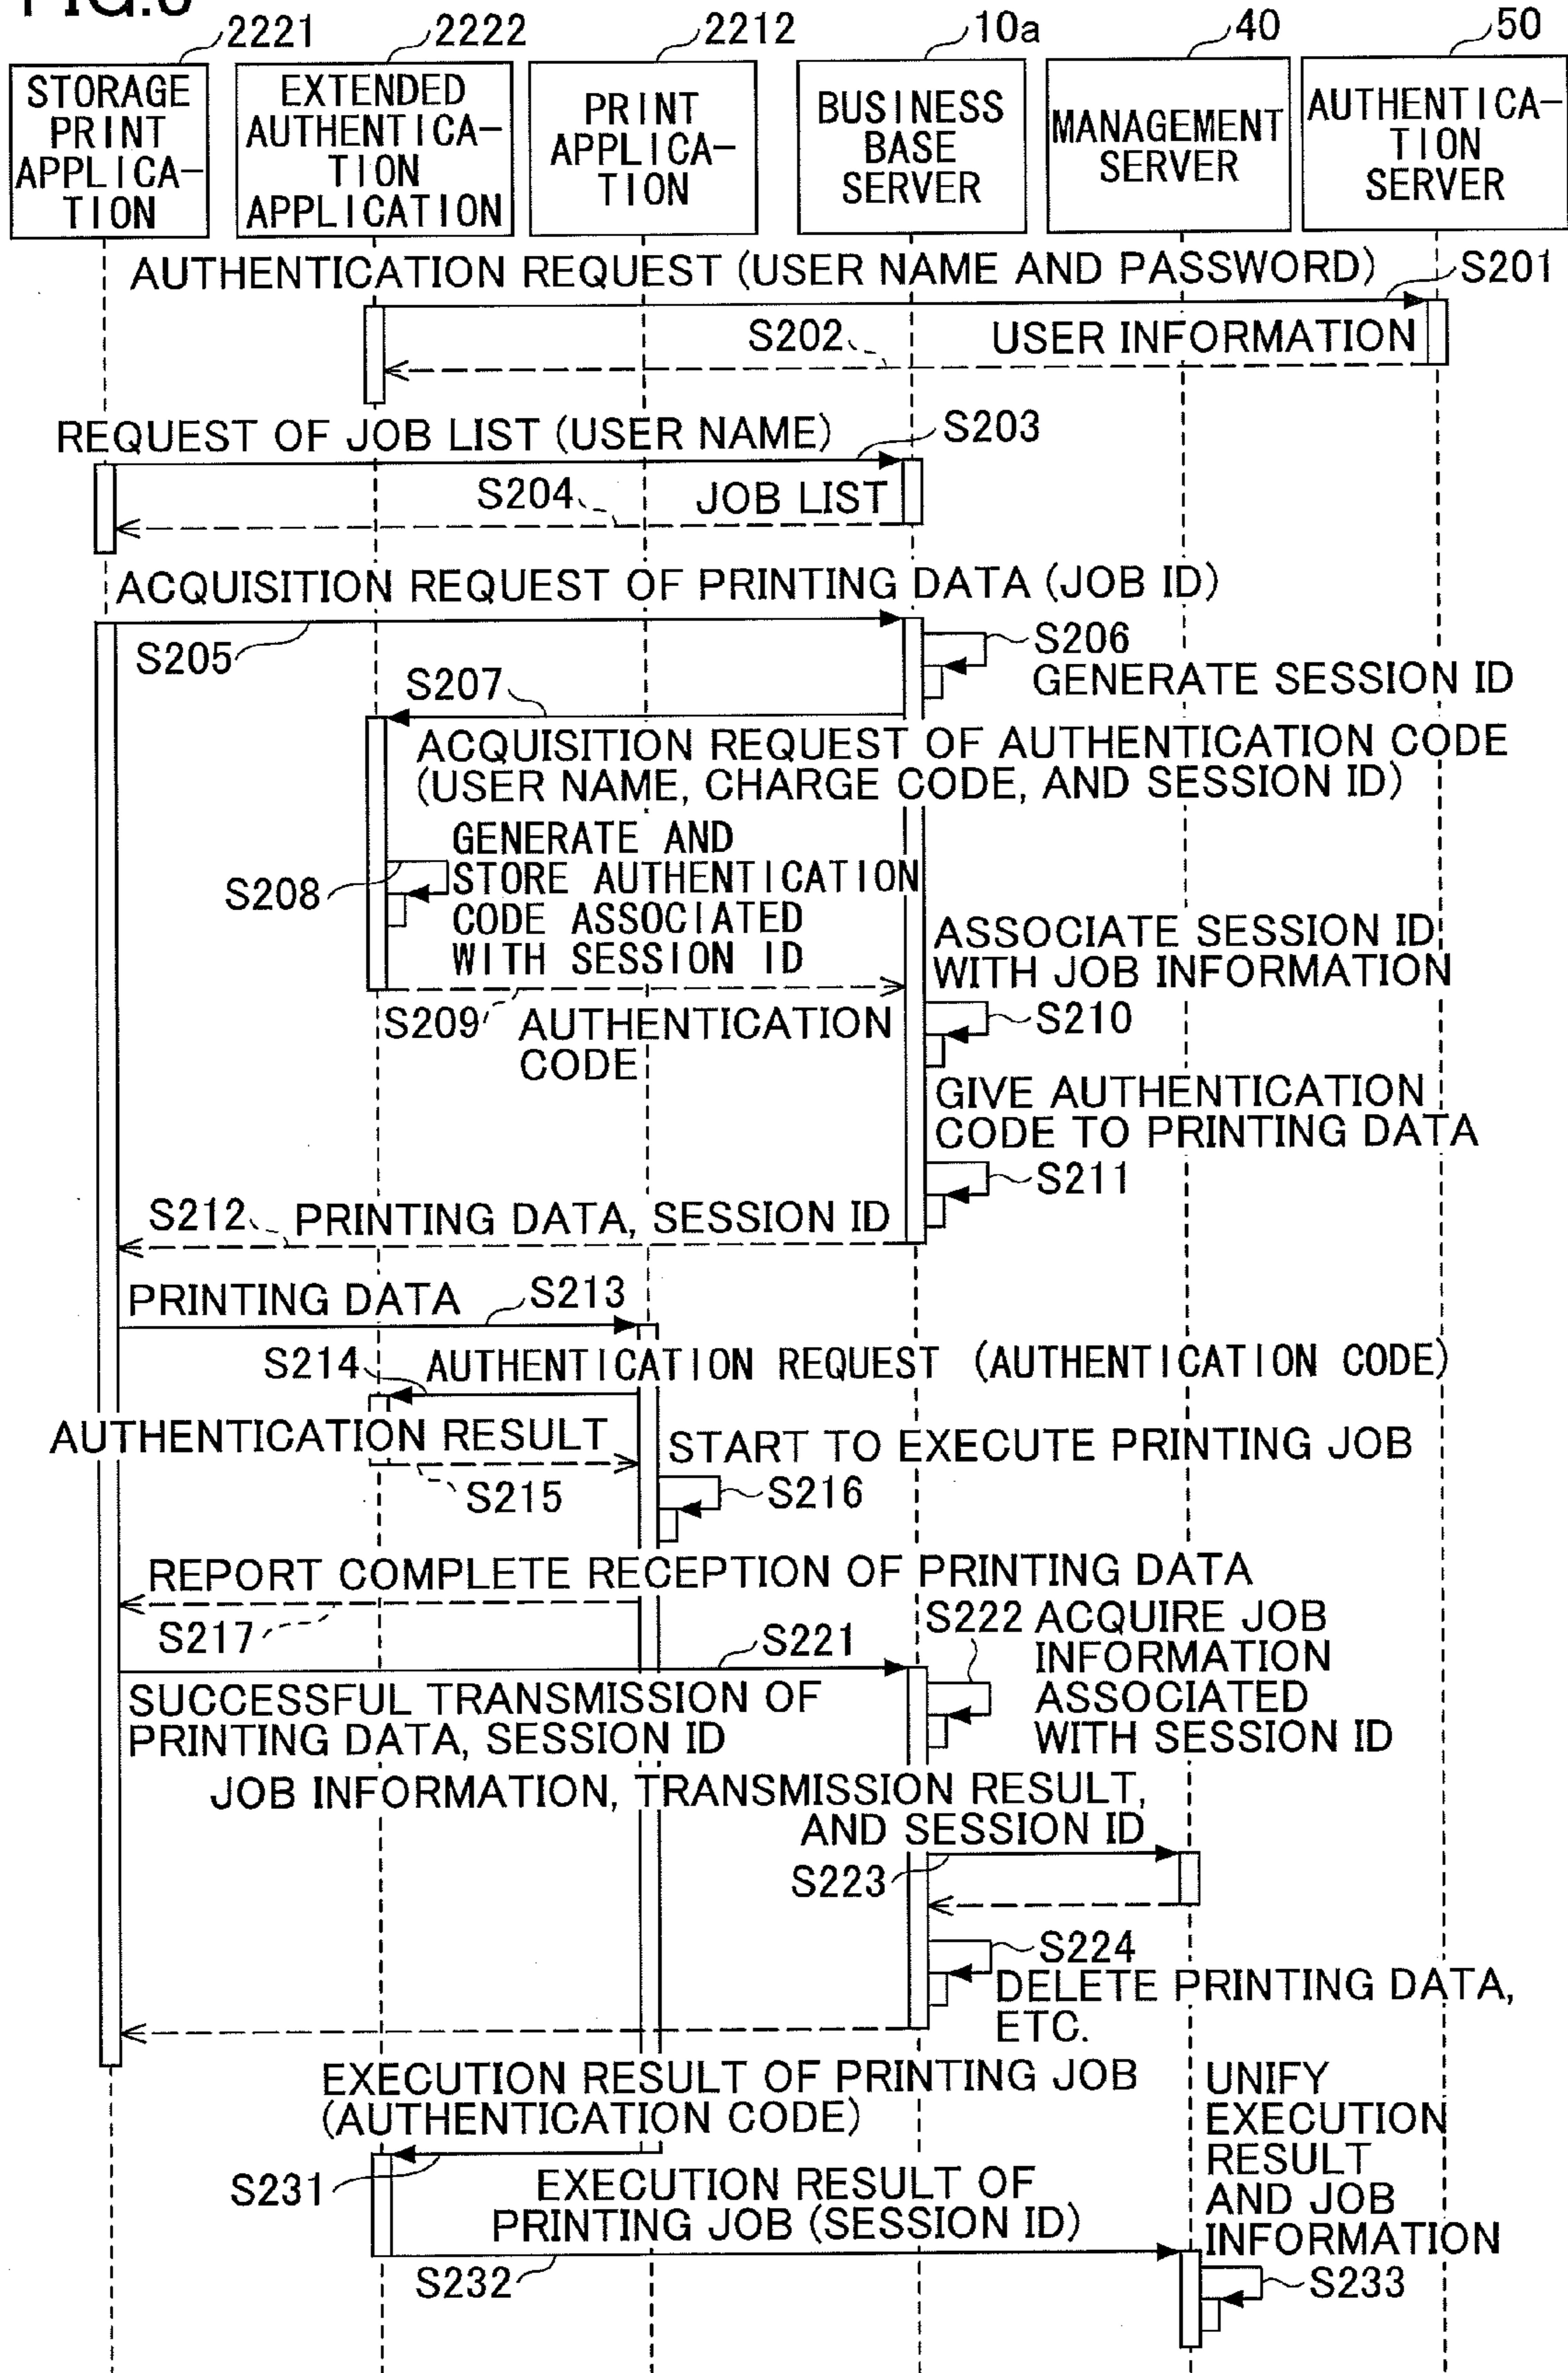 2221
2222
2212
10a
40
50
STORAGE
PRINT
APPLICA-
TION
EXTENDED
AUTHENTICA-
TION
APPLICATION
PRINT
APPLICA-
TION
BUSINESS
BASE
SERVER
MANAGEMENT
SERVER
AUTHENTICA-
TION
SERVER
AUTHENTICATION REQUEST (USER NAME AND PASSWORD)
S201
S202
USER INFORMATION
REQUEST OF JOB LIST (USER NAME)
S203
S204
JOB LIST
ACQUISITION REQUEST OF PRINTING DATA (JOB ID)
S205
S206
GENERATE SESSION ID
S207
ACQUISITION REQUEST OF AUTHENTICATION CODE
(USER NAME, CHARGE CODE, AND SESSION ID)
S208
GENERATE AND
STORE AUTHENTICATION
CODE ASSOCIATED
WITH SESSION ID
S209
AUTHENTICATION
CODE
ASSOCIATE SESSION ID
WITH JOB INFORMATION
S210
GIVE AUTHENTICATION
CODE TO PRINTING DATA
S211
S212
PRINTING DATA, SESSION ID
PRINTING DATA
S213
S214
AUTHENTICATION REQUEST (AUTHENTICATION CODE)
AUTHENTICATION RESULT
S215
START TO EXECUTE PRINTING JOB
S216
REPORT COMPLETE RECEPTION OF PRINTING DATA
S217
S221
SUCCESSFUL TRANSMISSION OF
PRINTING DATA, SESSION ID
S222
ACQUIRE JOB
INFORMATION
ASSOCIATED
WITH SESSION ID
JOB INFORMATION, TRANSMISSION RESULT,
AND SESSION ID
S223
S224
DELETE PRINTING DATA,
ETC.
EXECUTION RESULT OF PRINTING JOB
(AUTHENTICATION CODE)
S231
EXECUTION RESULT OF
PRINTING JOB (SESSION ID)
S232
UNIFY
EXECUTION
RESULT
AND JOB
INFORMATION
S233